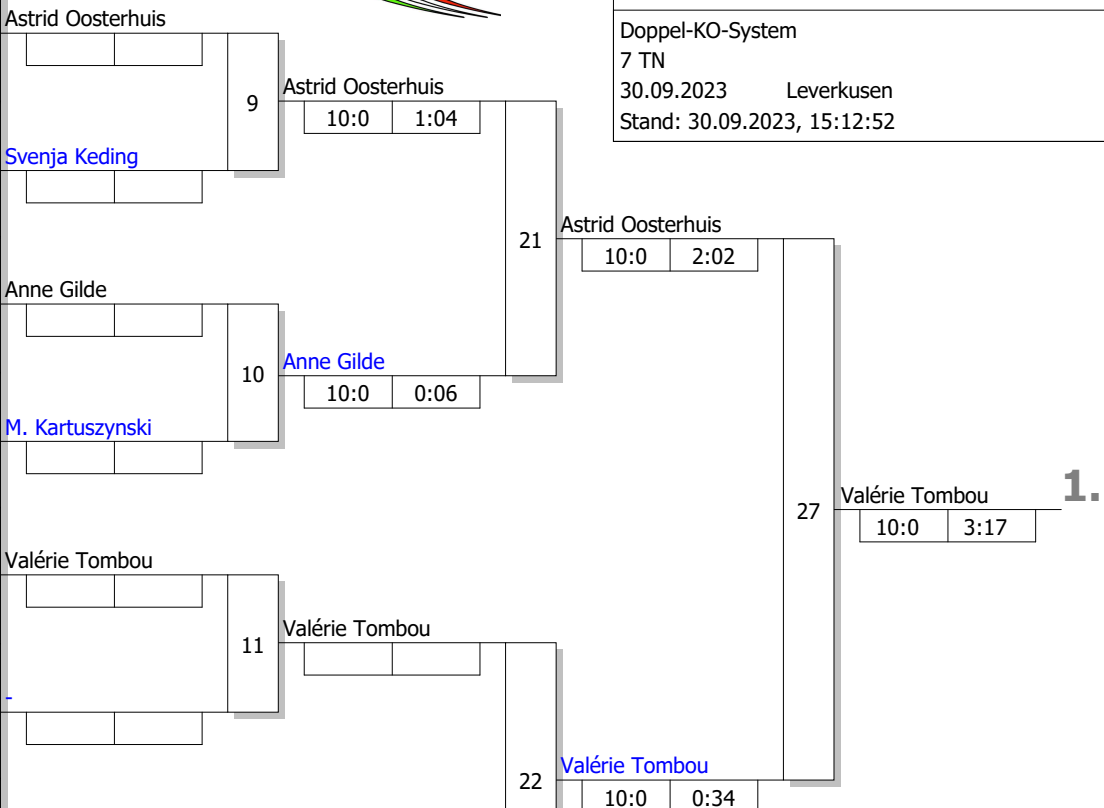 Astrid Oosterhuis
Doppel-KO-System
7 TN
30.09.2023 Leverkusen
Stand: 30.09.2023, 15:12:52
9
Astrid Oosterhuis
10:0 1:04
Svenja Keding
21
Astrid Oosterhuis
10:0 2:02
Anne Gilde
10
Anne Gilde
10:0 0:06
M. Kartuszynski
27
Valérie Tombou
1.
10:0 3:17
Valérie Tombou
11
Valérie Tombou
-
22
Valérie Tombou
10:0 0:34